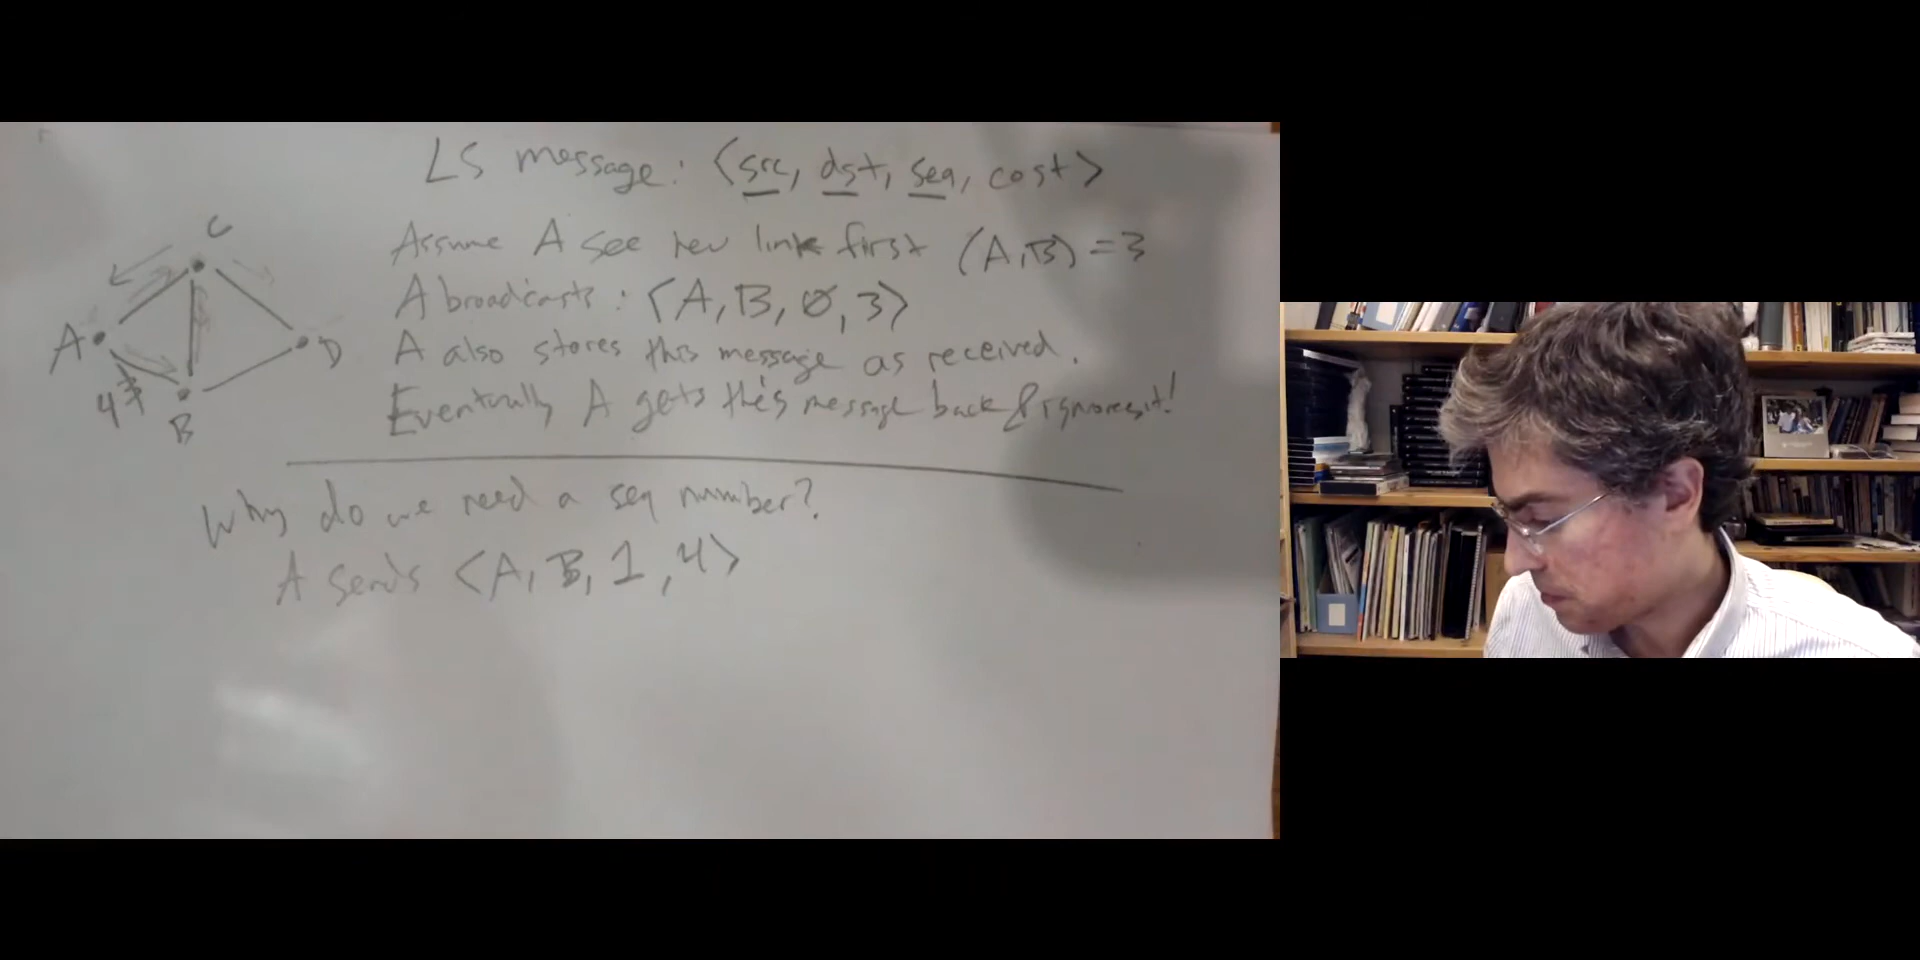 LS message: <src, dst, seq, cost>
Assume A see new link first (A,B) = 3
A broadcasts: <A, B, 0, 3>
A also stores this message as received.
Eventually A gets this message back & ignores it!
C
A
D
4
B
Why do we need a seq number?
A sends <A, B, 1, 4>